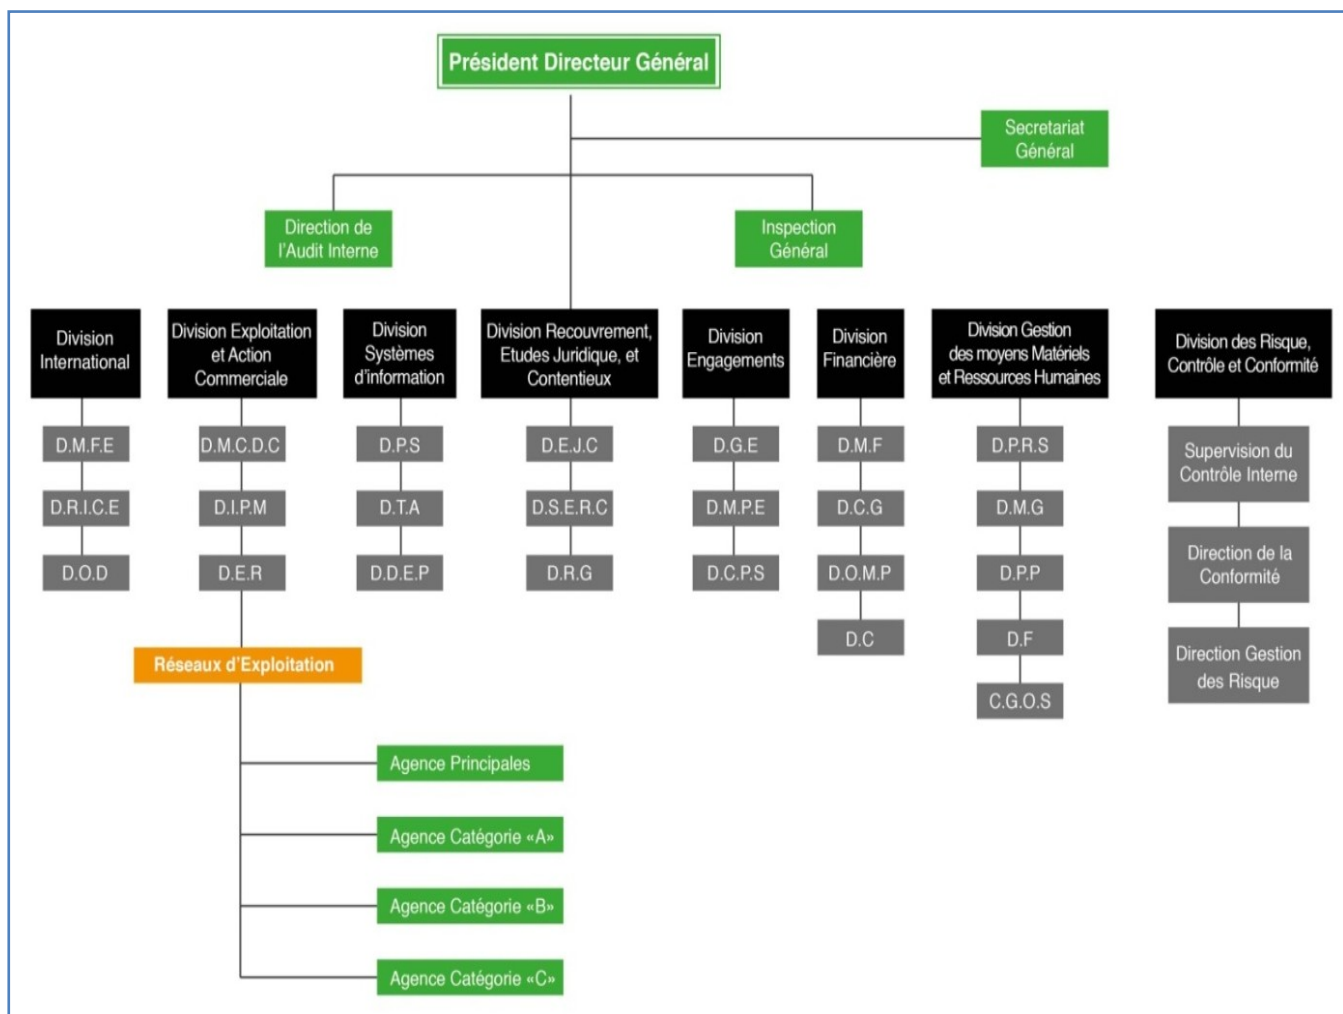 Président Directeur Général
Secretariat
Général
Direction de
l'Audit Interne
Inspection
Général
Division
International
Division Exploitation
et Action
Commerciale
Division
Systèmes
d'information
Division Recouvrement,
Etudes Juridique, et
Contentieux
Division
Engagements
Division
Financière
Division Gestion
des moyens Matériels
et Ressources Humaines
Division des Risque,
Contrôle et Conformité
D.M.F.E
D.R.I.C.E
D.O.D
D.M.C.D.C
D.I.P.M
D.E.R
D.P.S
D.T.A
D.D.E.P
D.E.J.C
D.S.E.R.C
D.R.G
D.G.E
D.M.P.E
D.C.P.S
D.M.F
D.C.G
D.O.M.P
D.C
D.P.R.S
D.M.G
D.P.P
D.F
C.G.O.S
Supervision du
Contrôle Interne
Direction de la
Conformité
Direction Gestion
des Risque
Réseaux d'Exploitation
Agence Principales
Agence Catégorie «A»
Agence Catégorie «B»
Agence Catégorie «C»